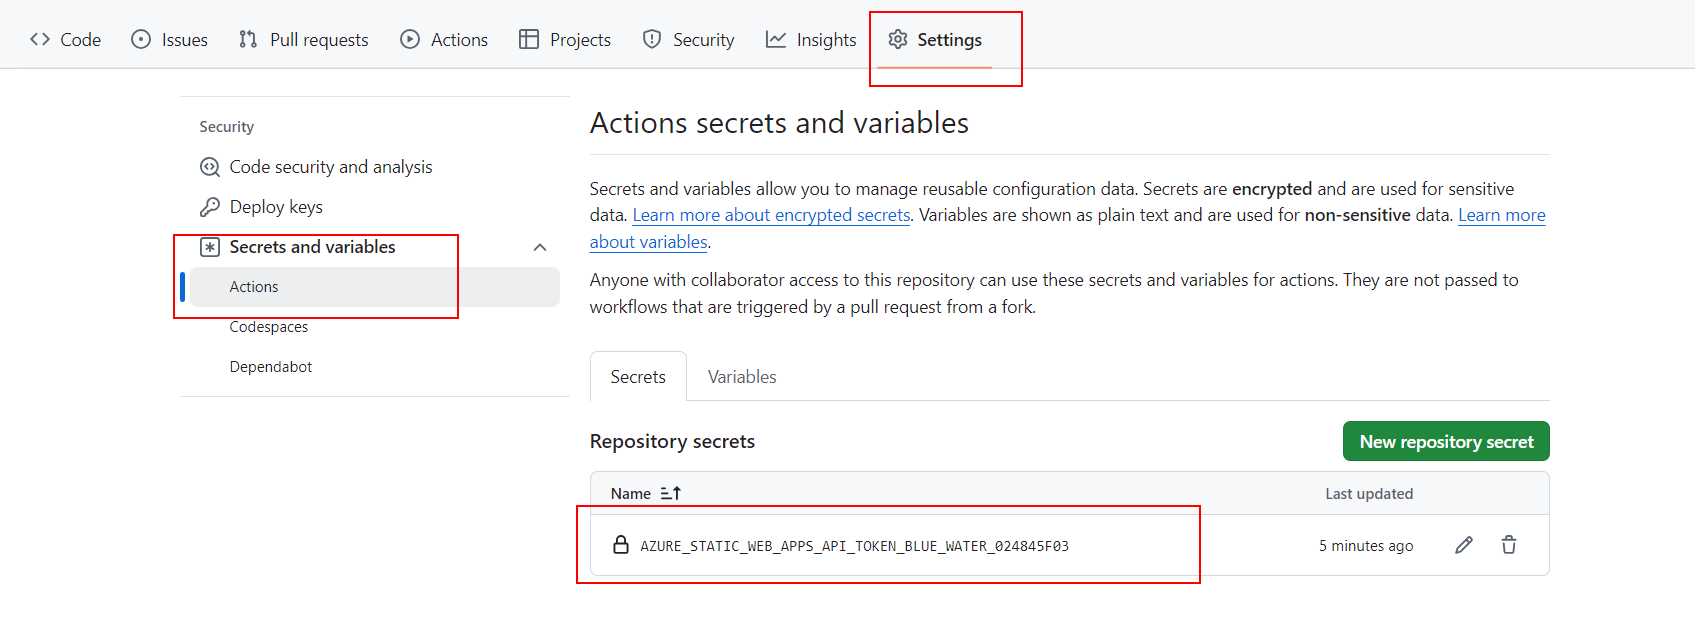 Code Issues Pull requests Actions Projects Security Insights Settings
Security
Code security and analysis
Deploy keys
Secrets and variables
Actions
Codespaces
Dependabot
Actions secrets and variables
Secrets and variables allow you to manage reusable configuration data. Secrets are encrypted and are used for sensitive
data. Learn more about encrypted secrets. Variables are shown as plain text and are used for non-sensitive data. Learn more
about variables.
Anyone with collaborator access to this repository can use these secrets and variables for actions. They are not passed to
workflows that are triggered by a pull request from a fork.
Secrets Variables
Repository secrets New repository secret
Name Last updated
AZURE_STATIC_WEB_APPS_API_TOKEN_BLUE_WATER_024845F03 5 minutes ago